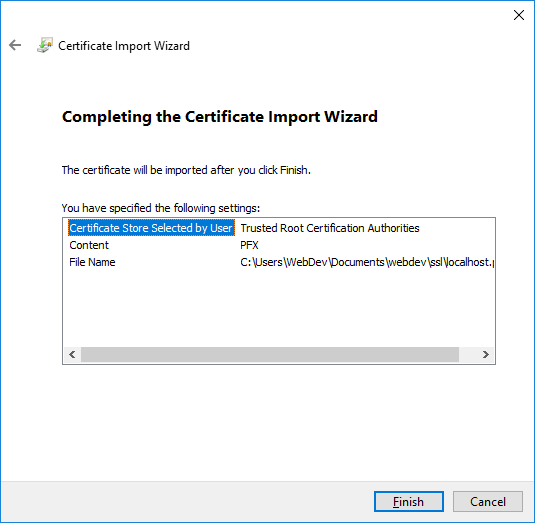 Certificate Import Wizard
Completing the Certificate Import Wizard
The certificate will be imported after you click Finish.
You have specified the following settings:
Certificate Store Selected by User Trusted Root Certification Authorities
Content PFX
File Name C:\Users\WebDev\Documents\webdev\ssl\localhost.p
Finish Cancel